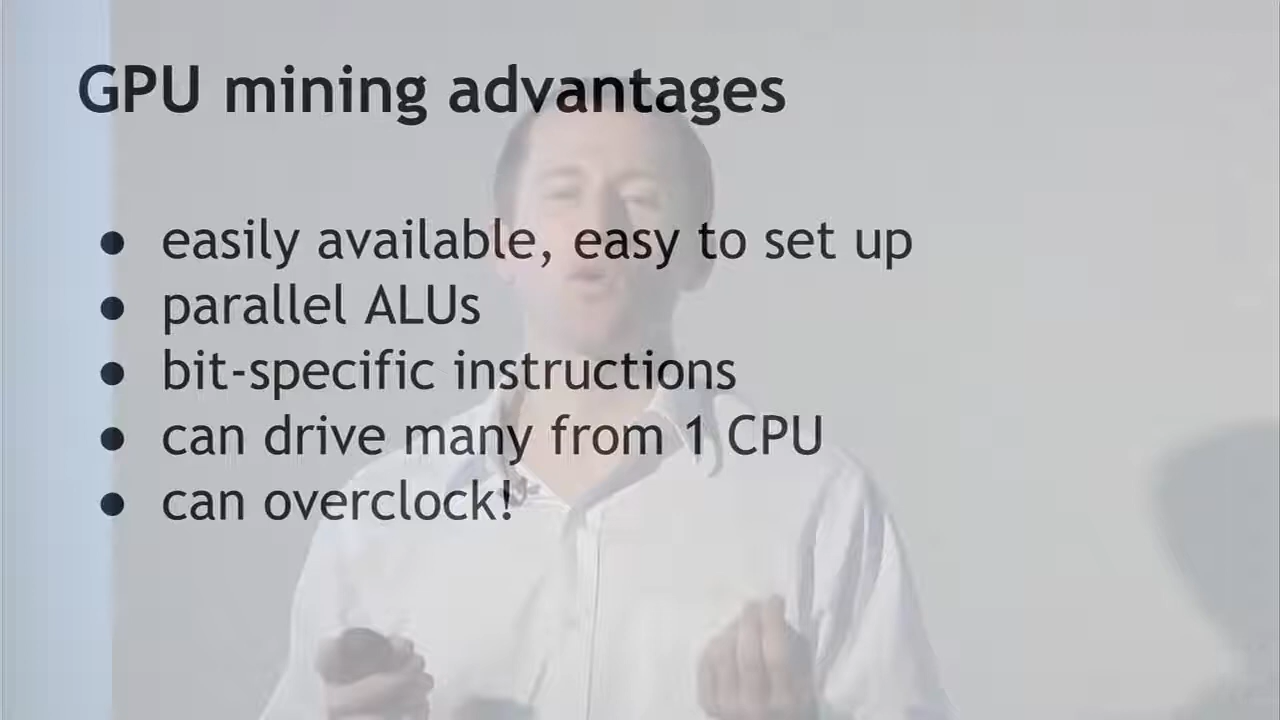 GPU mining advantages
● easily available, easy to set up
● parallel ALUs
● bit-specific instructions
● can drive many from 1 CPU
● can overclock!